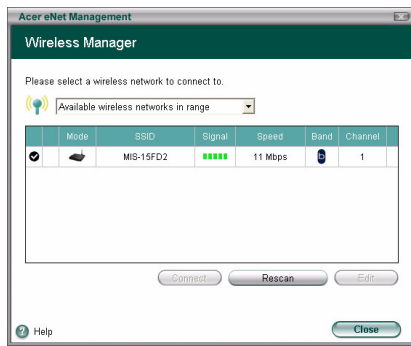 Acer eNet Management
Wireless Manager
Please select a wireless network to connect to.
Available wireless networks in range
Mode SSID Signal Speed Band Channel
MIS-15FD2 11 Mbps b 1
Connect Rescan Edit
Help Close